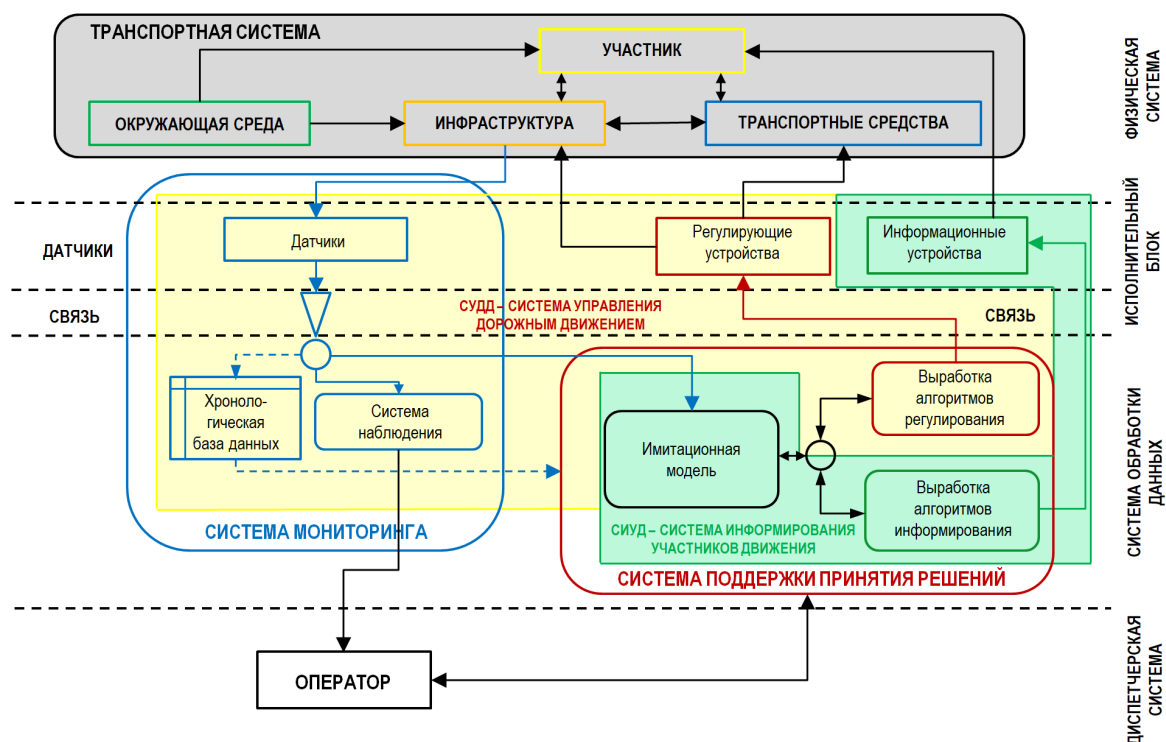 ТРАНСПОРТНАЯ СИСТЕМА
УЧАСТНИК
ОКРУЖАЮЩАЯ СРЕДА
ИНФРАСТРУКТУРА
ТРАНСПОРТНЫЕ СРЕДСТВА
ФИЗИЧЕСКАЯ
СИСТЕМА
ДАТЧИКИ
Датчики
Регулирующие
устройства
Информационные
устройства
ИСПОЛНИТЕЛЬНЫЙ
БЛОК
СВЯЗЬ
СУДД – СИСТЕМА УПРАВЛЕНИЯ
ДОРОЖНЫМ ДВИЖЕНИЕМ
СВЯЗЬ
Хроноло-
гическая
база данных
Система
наблюдения
Имитационная
модель
Выработка
алгоритмов
регулирования
Выработка
алгоритмов
информирования
СИУД – СИСТЕМА ИНФОРМИРОВАНИЯ
УЧАСТНИКОВ ДВИЖЕНИЯ
СИСТЕМА МОНИТОРИНГА
СИСТЕМА ПОДДЕРЖКИ ПРИНЯТИЯ РЕШЕНИЙ
СИСТЕМА ОБРАБОТКИ
ДАННЫХ
ОПЕРАТОР
ДИСПЕТЧЕРСКАЯ
СИСТЕМА